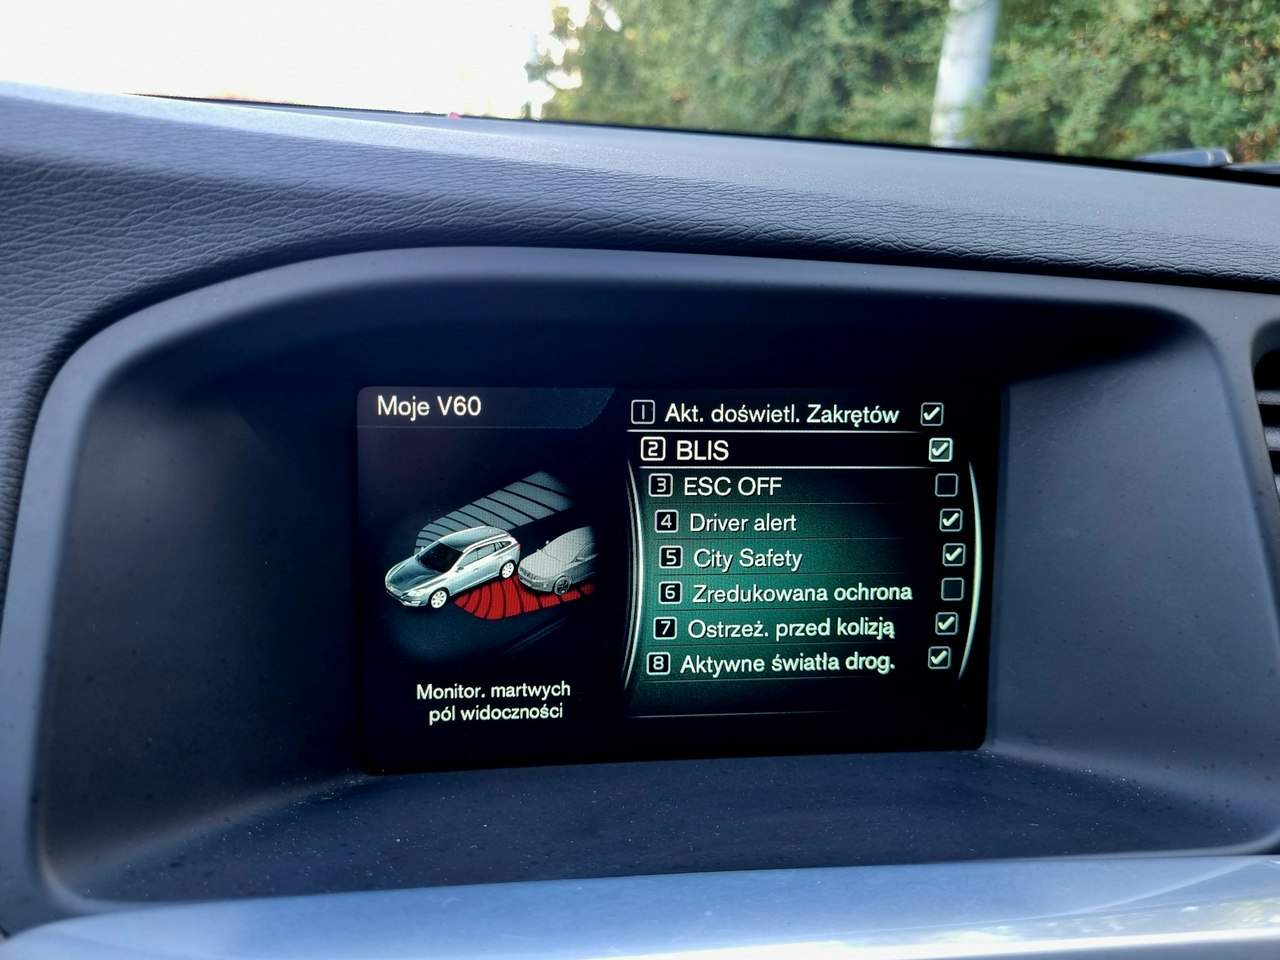 Moje V60
1 Akt. doświetl. Zakrętów
2 BLIS
3 ESC OFF
4 Driver alert
5 City Safety
6 Zredukowana ochrona
7 Ostrzeż. przed kolizją
8 Aktywne światła drog.
Monitor. martwych
pól widoczności